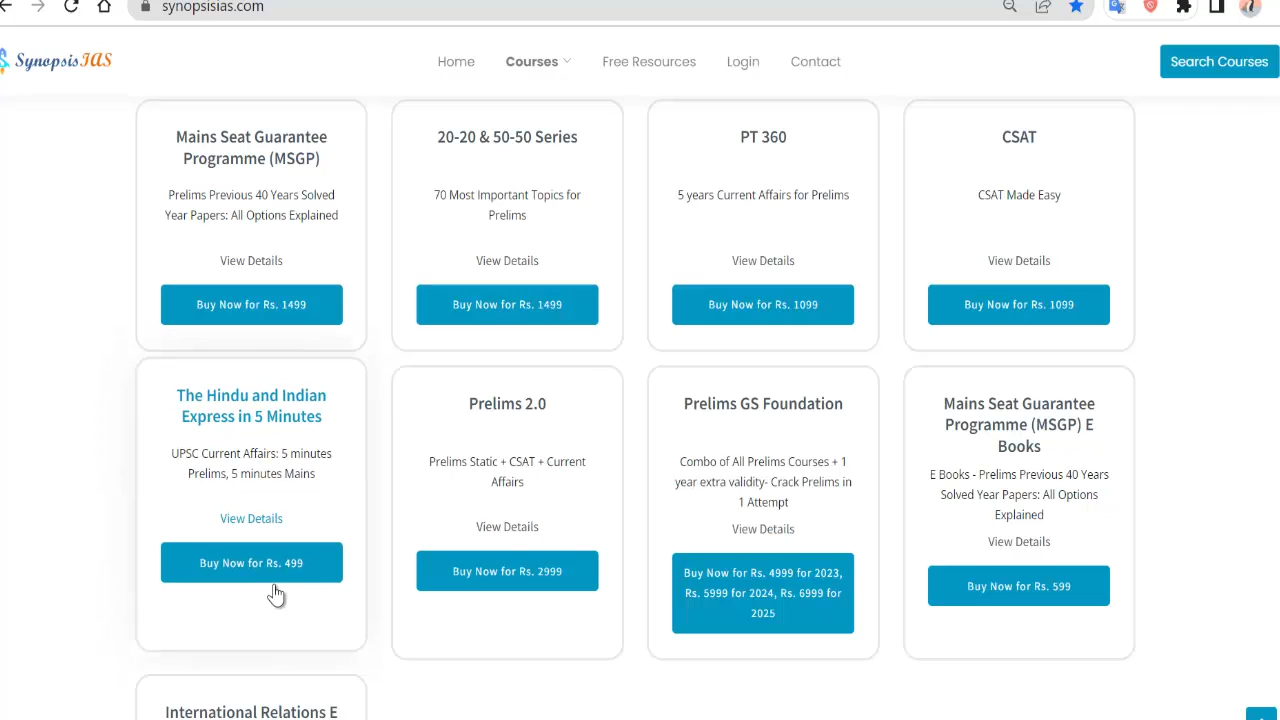 synopsisias.com
SynopsisIAS
Home
Courses
Free Resources
Login
Contact
Search Courses
Mains Seat Guarantee
Programme (MSGP)
Prelims Previous 40 Years Solved
Year Papers: All Options Explained
View Details
Buy Now for Rs. 1499
20-20 & 50-50 Series
70 Most Important Topics for
Prelims
View Details
Buy Now for Rs. 1499
PT 360
5 years Current Affairs for Prelims
View Details
Buy Now for Rs. 1099
CSAT
CSAT Made Easy
View Details
Buy Now for Rs. 1099
The Hindu and Indian
Express in 5 Minutes
UPSC Current Affairs: 5 minutes
Prelims, 5 minutes Mains
View Details
Buy Now for Rs. 499
Prelims 2.0
Prelims Static + CSAT + Current
Affairs
View Details
Buy Now for Rs. 2999
Prelims GS Foundation
Combo of All Prelims Courses + 1
year extra validity- Crack Prelims in
1 Attempt
View Details
Buy Now for Rs. 4999 for 2023,
Rs. 5999 for 2024, Rs. 6999 for
2025
Mains Seat Guarantee
Programme (MSGP) E
Books
E Books - Prelims Previous 40 Years
Solved Year Papers: All Options
Explained
View Details
Buy Now for Rs. 599
International Relations E